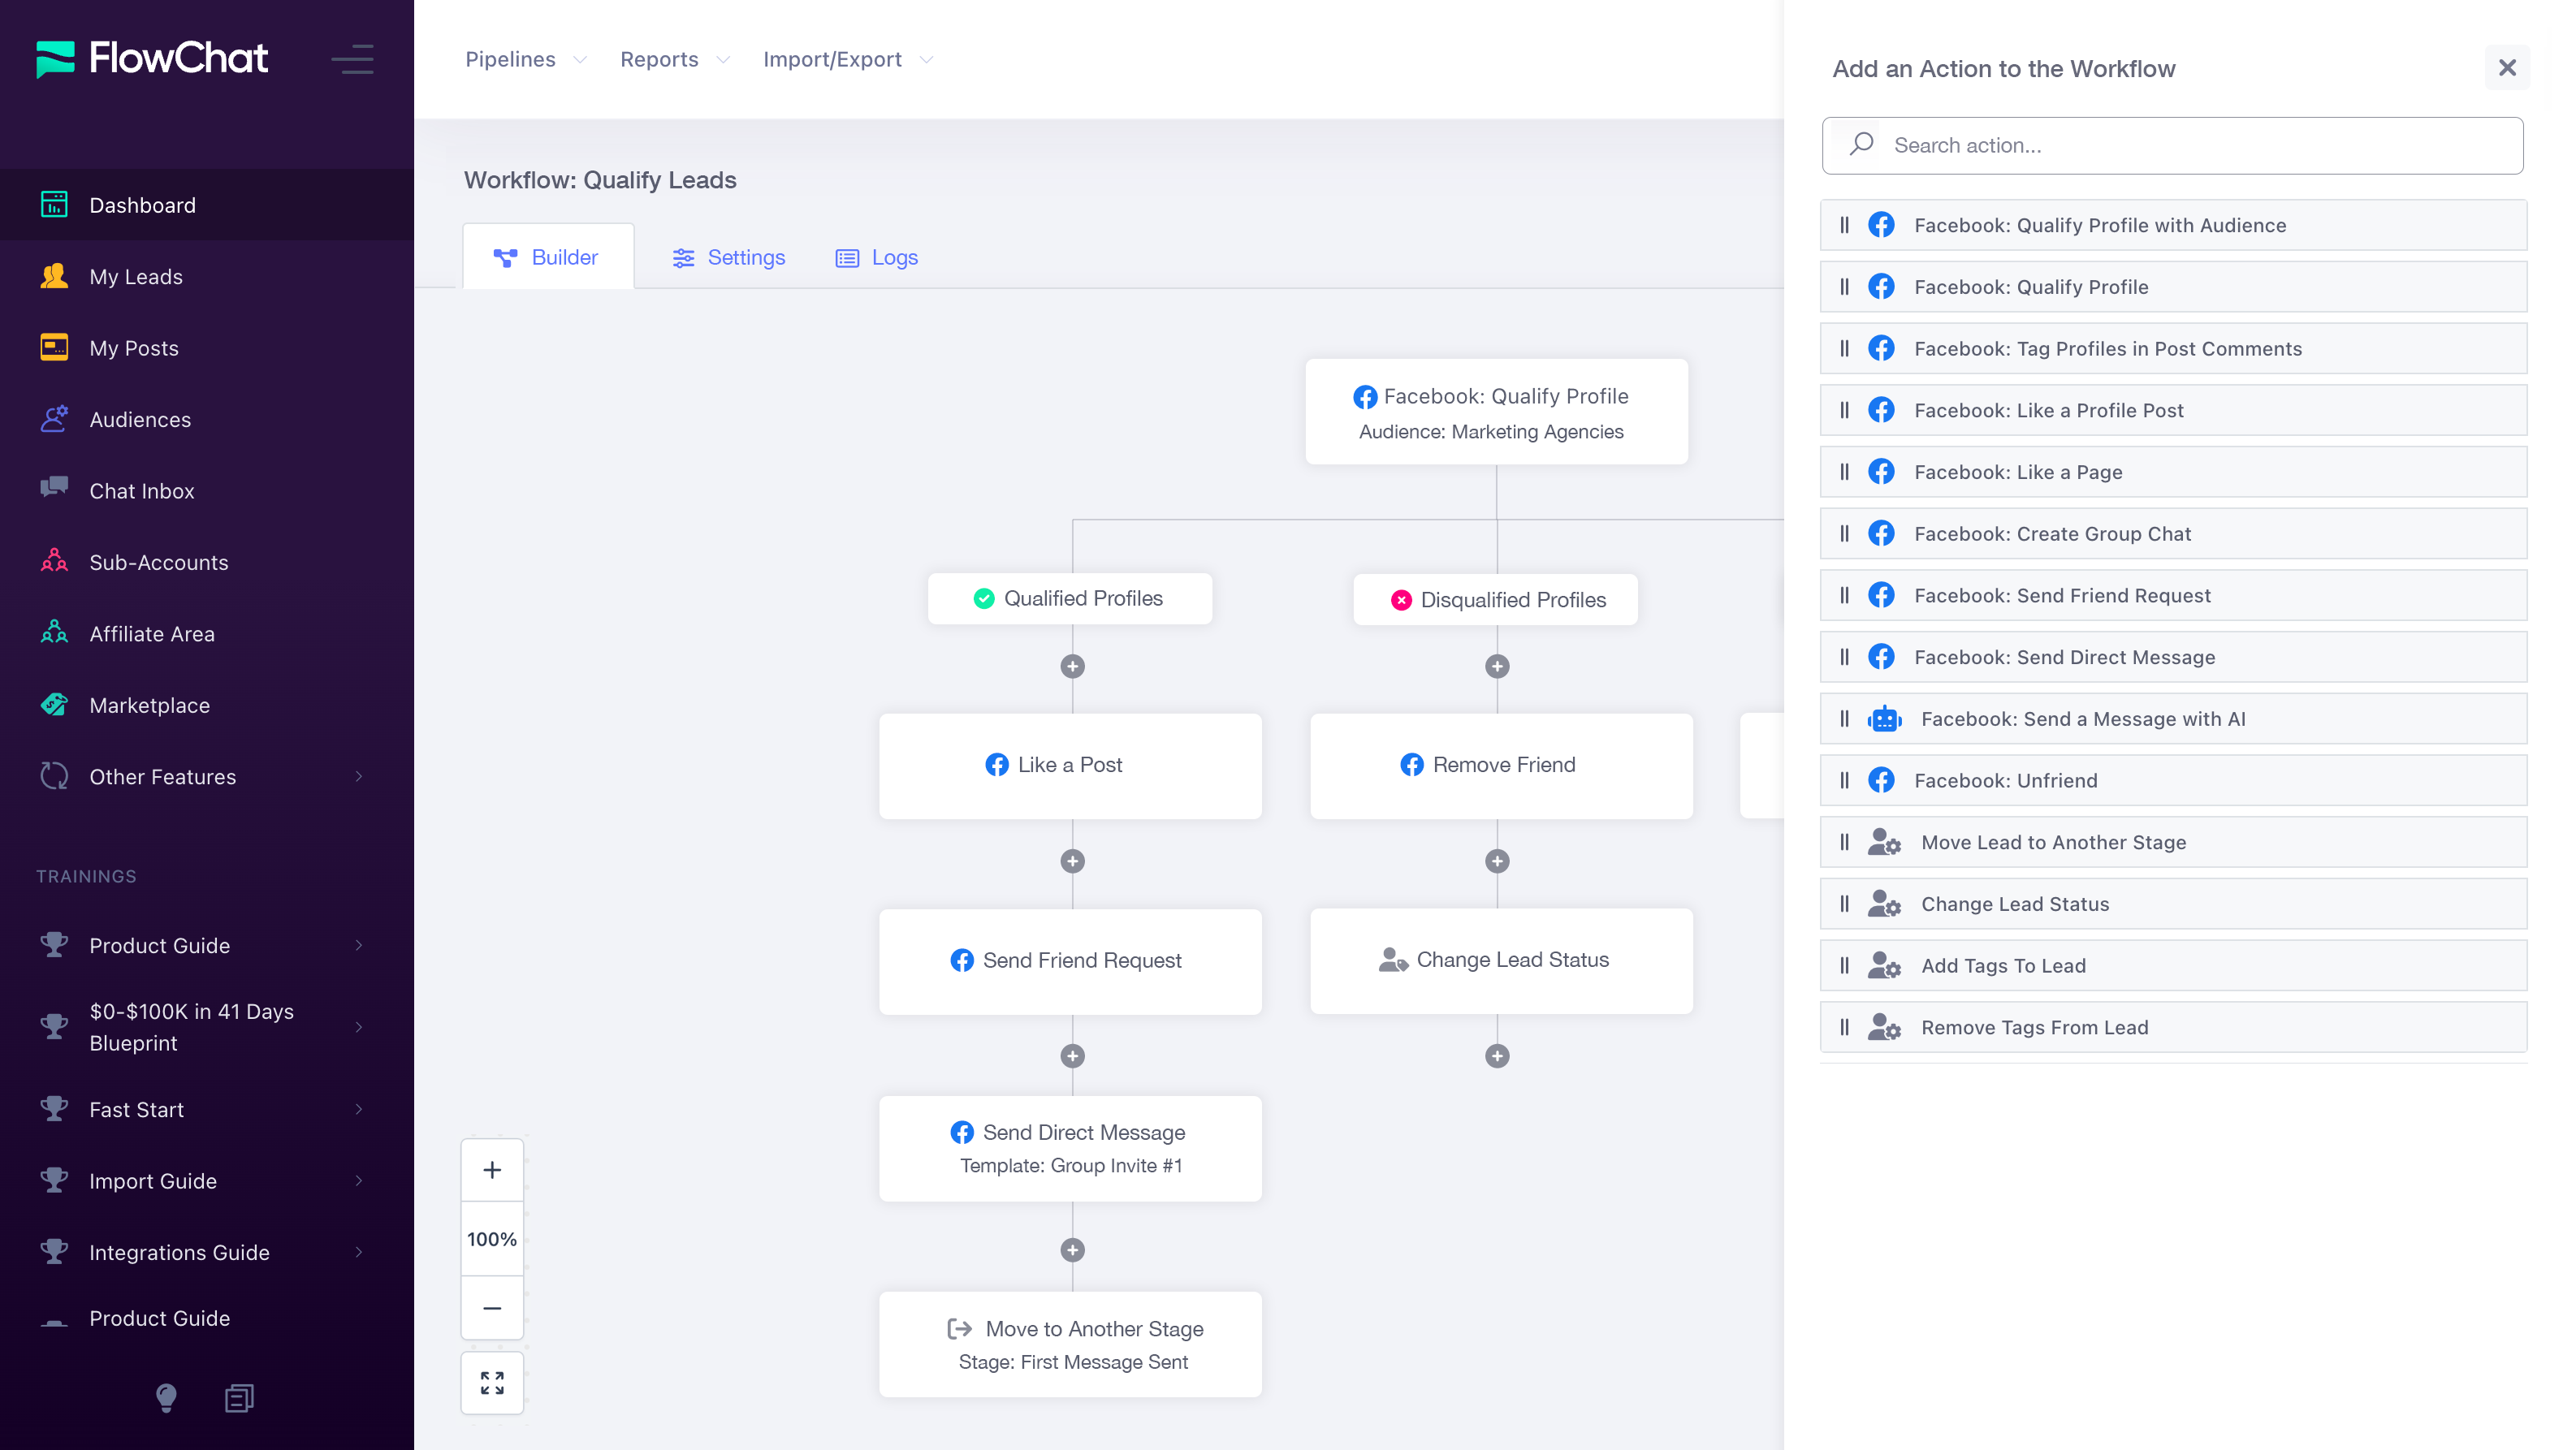 FlowChat
Dashboard
My Leads
My Posts
Audiences
Chat Inbox
Sub-Accounts
Affiliate Area
Marketplace
Other Features
TRAININGS
Product Guide
$0-$100K in 41 Days
Blueprint
Fast Start
Import Guide
Integrations Guide
Product Guide
Pipelines
Reports
Import/Export
Workflow: Qualify Leads
Builder
Settings
Logs
Facebook: Qualify Profile
Audience: Marketing Agencies
Qualified Profiles
Disqualified Profiles
Like a Post
Remove Friend
Send Friend Request
Change Lead Status
Send Direct Message
Template: Group Invite #1
Move to Another Stage
Stage: First Message Sent
100%
Add an Action to the Workflow
Search action...
Facebook: Qualify Profile with Audience
Facebook: Qualify Profile
Facebook: Tag Profiles in Post Comments
Facebook: Like a Profile Post
Facebook: Like a Page
Facebook: Create Group Chat
Facebook: Send Friend Request
Facebook: Send Direct Message
Facebook: Send a Message with AI
Facebook: Unfriend
Move Lead to Another Stage
Change Lead Status
Add Tags To Lead
Remove Tags From Lead